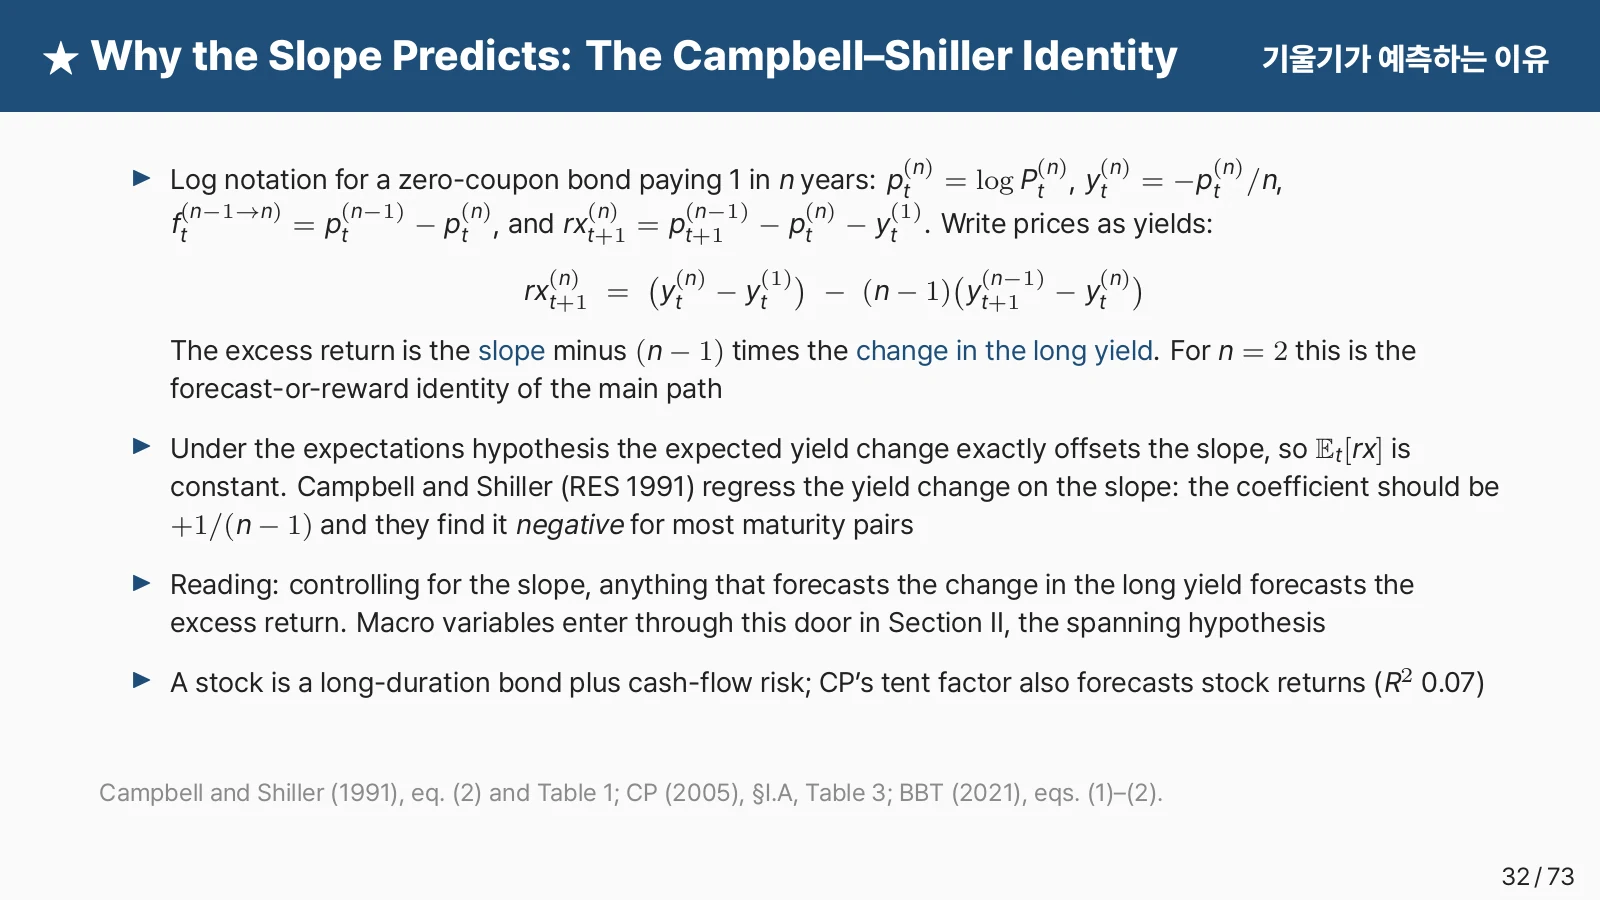 ★ Why the Slope Predicts: The Campbell–Shiller Identity
기울기가 예측하는 이유
▶ Log notation for a zero-coupon bond paying 1 in n years: p_t^{(n)} = log P_t^{(n)}, y_t^{(n)} = −p_t^{(n)}/n,
f_t^{(n−1→n)} = p_t^{(n−1)} − p_t^{(n)}, and rx_{t+1}^{(n)} = p_{t+1}^{(n−1)} − p_t^{(n)} − y_t^{(1)}. Write prices as yields:
rx_{t+1}^{(n)} = (y_t^{(n)} − y_t^{(1)}) − (n − 1)(y_{t+1}^{(n−1)} − y_t^{(n)})
The excess return is the slope minus (n − 1) times the change in the long yield. For n = 2 this is the
forecast-or-reward identity of the main path
▶ Under the expectations hypothesis the expected yield change exactly offsets the slope, so 𝔼_t[rx] is
constant. Campbell and Shiller (RES 1991) regress the yield change on the slope: the coefficient should be
+1/(n − 1) and they find it negative for most maturity pairs
▶ Reading: controlling for the slope, anything that forecasts the change in the long yield forecasts the
excess return. Macro variables enter through this door in Section II, the spanning hypothesis
▶ A stock is a long-duration bond plus cash-flow risk; CP’s tent factor also forecasts stock returns (R² 0.07)
Campbell and Shiller (1991), eq. (2) and Table 1; CP (2005), §I.A, Table 3; BBT (2021), eqs. (1)–(2).
32 / 73